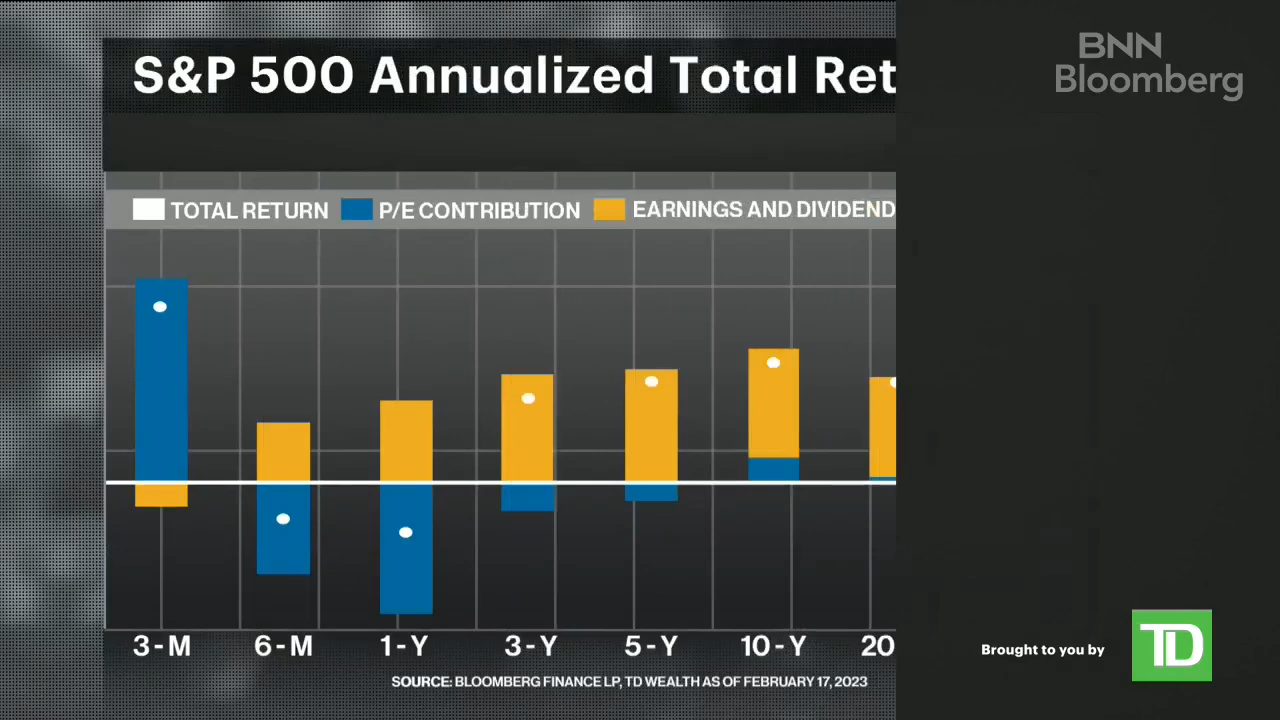 S&P 500 Annualized Total Ret
BNN
Bloomberg
TOTAL RETURN P/E CONTRIBUTION EARNINGS AND DIVIDEND
3-M 6-M 1-Y 3-Y 5-Y 10-Y 20
SOURCE: BLOOMBERG FINANCE LP, TD WEALTH AS OF FEBRUARY 17, 2023
Brought to you by
TD